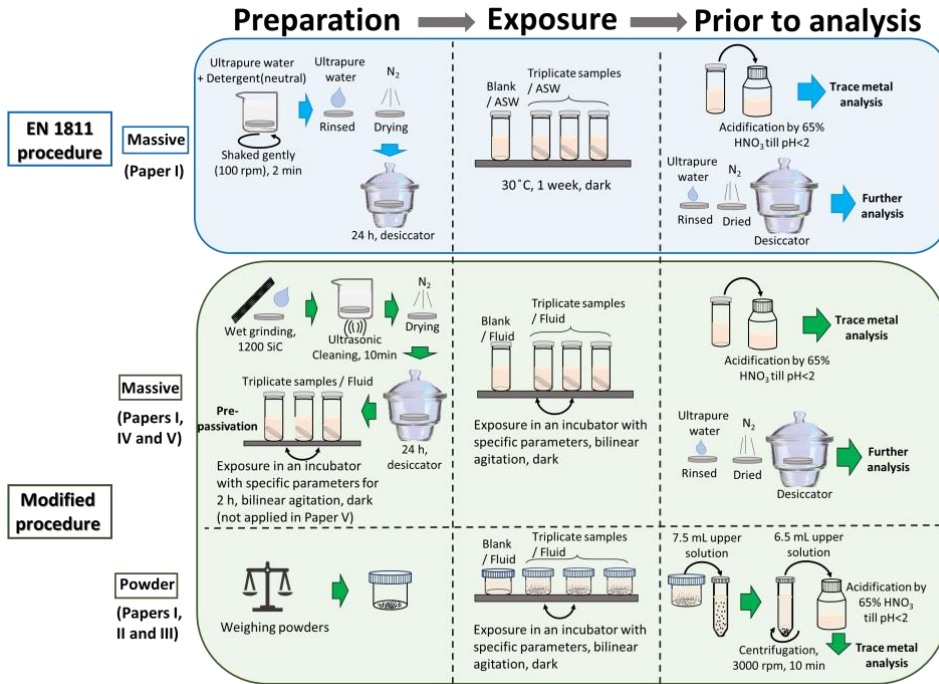 Preparation
Exposure
Prior to analysis
EN 1811
procedure
Massive
(Paper I)
Ultrapure water
+ Detergent(neutral)
Shaked gently
(100 rpm), 2 min
Ultrapure
water
Rinsed
N2
Drying
24 h, desiccator
Blank
/ ASW
Triplicate samples
/ ASW
30˚C, 1 week, dark
Acidification by 65%
HNO3 till pH<2
Trace metal
analysis
Ultrapure
water
Rinsed
N2
Dried
Desiccator
Further
analysis
Modified
procedure
Massive
(Papers I,
IV and V)
Wet grinding,
1200 SiC
Ultrasonic
Cleaning, 10min
N2
Drying
24 h,
desiccator
Triplicate samples / Fluid
Pre-
passivation
Exposure in an incubator
with specific parameters for
2 h, bilinear agitation, dark
(not applied in Paper V)
Blank
/ Fluid
Triplicate samples
/ Fluid
Exposure in an incubator with
specific parameters, bilinear
agitation, dark
Acidification by 65%
HNO3 till pH<2
Trace metal
analysis
Ultrapure
water
Rinsed
N2
Dried
Desiccator
Further
analysis
Powder
(Papers I,
II and III)
Weighing powders
Blank
/ Fluid
Triplicate samples
/ Fluid
Exposure in an incubator with
specific parameters, bilinear
agitation, dark
7.5 mL upper
solution
6.5 mL upper
solution
Centrifugation,
3000 rpm, 10 min
Acidification by
65% HNO3
till pH<2
Trace metal
analysis